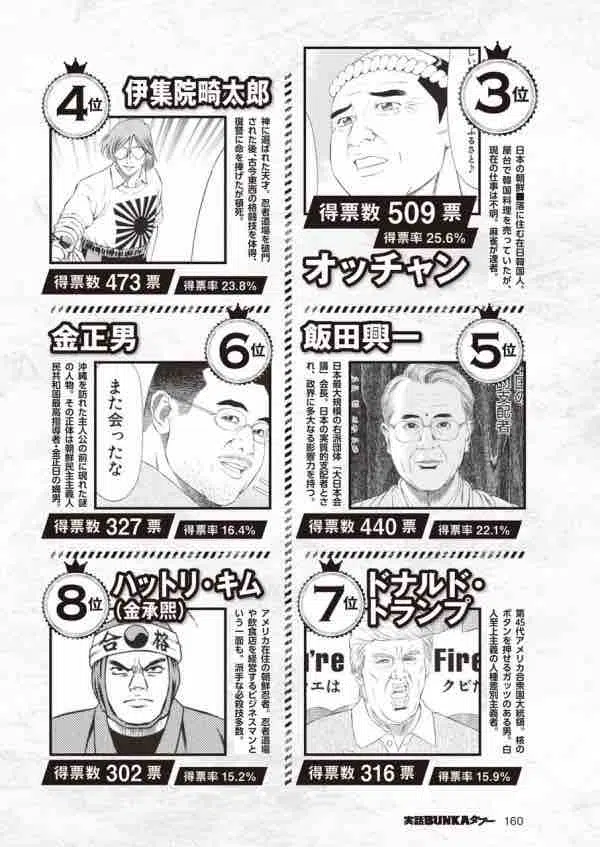 3位
しい
ふるさと♪
日本の朝鮮■落に住む在日韓国人。
屋台で韓国料理を売っていたが、
現在の仕事は不明。麻雀が達者。
得票数 509 票
得票率 25.6%
オッチャン
4位
伊集院畸太郎
神に選ばれた天才。忍者道場を破門
された後、古今東西の格闘技を体得、
復讐に命を捧げたが頓死。
得票数 473 票
得票率 23.8%
飯田興一
5位
的支配者
日本最大規模の右派団体「大日本会
議」会長。日本の実質的支配者とさ
れ、政界に多大なる影響力を持つ。
得票数 440 票
得票率 22.1%
金正男
6位
また会ったな
沖縄を訪れた主人公の前に現れた謎
の人物。その正体は朝鮮民主主義人
民共和国最高指導者・金正日の嫡男。
得票数 327 票
得票率 16.4%
7位
ドナルド・
トランプ
u're
Fire
エは
クビだ
第45代アメリカ合衆国大統領。核の
ボタンを押せるガッツのある男。白
人至上主義の人種差別主義者。
得票数 316 票
得票率 15.9%
8位
ハットリ・キム
(金承煕)
合格
アメリカ在住の朝鮮忍者。忍者道場
や飲食店を経営するビジネスマンと
いう一面も。派手な必殺技多数。
得票数 302 票
得票率 15.2%
実話BUNKAタブー 160